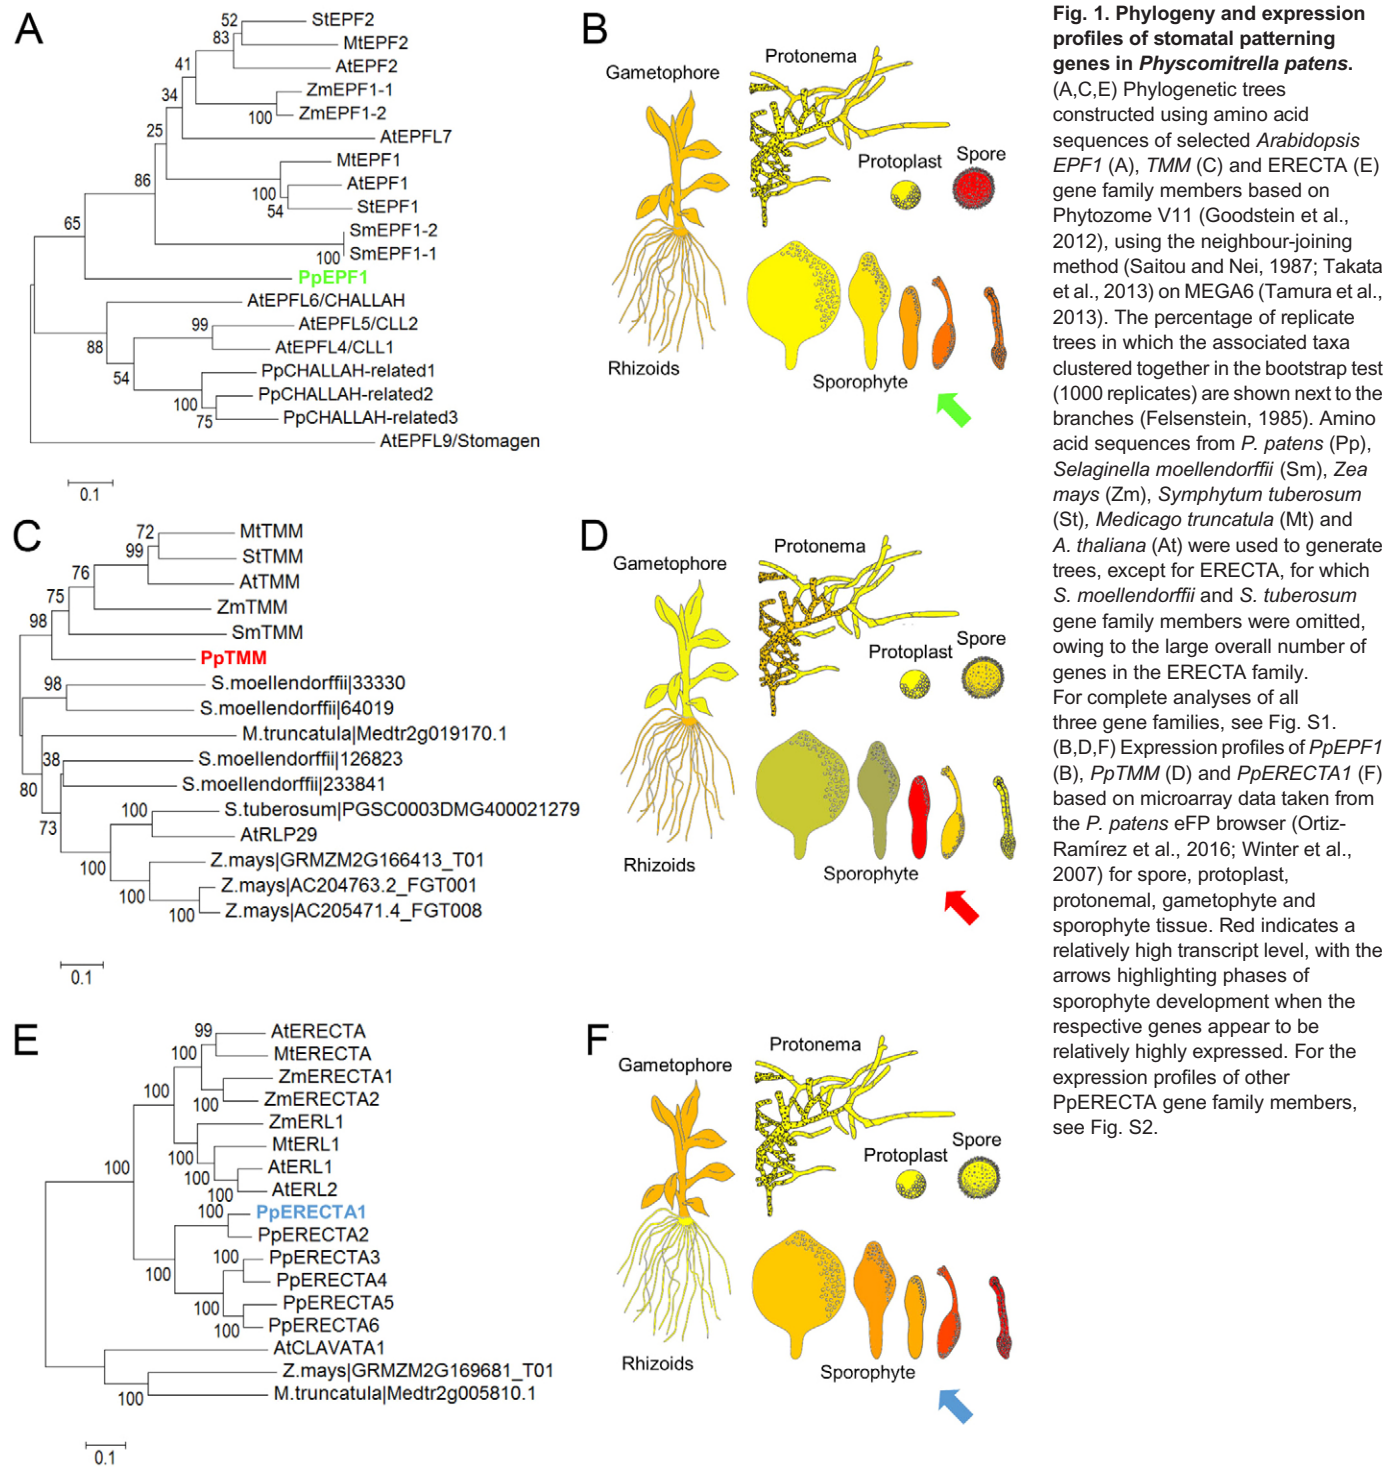 A
StEPF2
MtEPF2
AtEPF2
ZmEPF1-1
ZmEPF1-2
AtEPFL7
MtEPF1
AtEPF1
StEPF1
SmEPF1-2
SmEPF1-1
PpEPF1
AtEPFL6/CHALLAH
AtEPFL5/CLL2
AtEPFL4/CLL1
PpCHALLAH-related1
PpCHALLAH-related2
PpCHALLAH-related3
AtEPFL9/Stomagen
52
83
41
34
100
25
86
100
54
65
100
99
88
54
100
75
0.1
B
Gametophore
Protonema
Protoplast
Spore
Rhizoids
Sporophyte
C
MtTMM
StTMM
AtTMM
ZmTMM
SmTMM
PpTMM
S.moellendorffii|33330
S.moellendorffii|64019
M.truncatula|Medtr2g019170.1
S.moellendorffii|126823
S.moellendorffii|233841
S.tuberosum|PGSC0003DMG400021279
AtRLP29
Z.mays|GRMZM2G166413_T01
Z.mays|AC204763.2_FGT001
Z.mays|AC205471.4_FGT008
72
99
76
75
98
98
38
80
73
100
100
100
100
0.1
D
Gametophore
Protonema
Protoplast
Spore
Rhizoids
Sporophyte
E
AtERECTA
MtERECTA
ZmERECTA1
ZmERECTA2
ZmERL1
MtERL1
AtERL1
AtERL2
PpERECTA1
PpERECTA2
PpERECTA3
PpERECTA4
PpERECTA5
PpERECTA6
AtCLAVATA1
Z.mays|GRMZM2G169681_T01
M.truncatula|Medtr2g005810.1
99
100
100
100
100
100
100
100
100
100
100
100
100
100
0.1
F
Gametophore
Protonema
Protoplast
Spore
Rhizoids
Sporophyte
Fig. 1. Phylogeny and expression
profiles of stomatal patterning
genes in Physcomitrella patens.
(A,C,E) Phylogenetic trees
constructed using amino acid
sequences of selected Arabidopsis
EPF1 (A), TMM (C) and ERECTA (E)
gene family members based on
Phytozome V11 (Goodstein et al.,
2012), using the neighbour-joining
method (Saitou and Nei, 1987; Takata
et al., 2013) on MEGA6 (Tamura et al.,
2013). The percentage of replicate
trees in which the associated taxa
clustered together in the bootstrap test
(1000 replicates) are shown next to the
branches (Felsenstein, 1985). Amino
acid sequences from P. patens (Pp),
Selaginella moellendorffii (Sm), Zea
mays (Zm), Symphytum tuberosum
(St), Medicago truncatula (Mt) and
A. thaliana (At) were used to generate
trees, except for ERECTA, for which
S. moellendorffii and S. tuberosum
gene family members were omitted,
owing to the large overall number of
genes in the ERECTA family.
For complete analyses of all
three gene families, see Fig. S1.
(B,D,F) Expression profiles of PpEPF1
(B), PpTMM (D) and PpERECTA1 (F)
based on microarray data taken from
the P. patens eFP browser (Ortiz-
Ramírez et al., 2016; Winter et al.,
2007) for spore, protoplast,
protonemal, gametophyte and
sporophyte tissue. Red indicates a
relatively high transcript level, with the
arrows highlighting phases of
sporophyte development when the
respective genes appear to be
relatively highly expressed. For the
expression profiles of other
PpERECTA gene family members,
see Fig. S2.